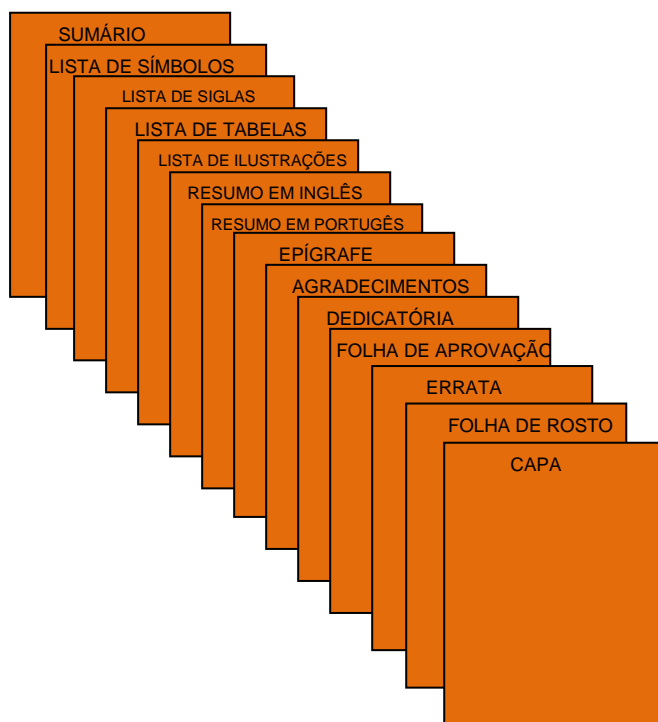 SUMÁRIO
LISTA DE SÍMBOLOS
LISTA DE SIGLAS
LISTA DE TABELAS
LISTA DE ILUSTRAÇÕES
RESUMO EM INGLÊS
RESUMO EM PORTUGÊS
EPÍGRAFE
AGRADECIMENTOS
DEDICATÓRIA
FOLHA DE APROVAÇÃO
ERRATA
FOLHA DE ROSTO
CAPA